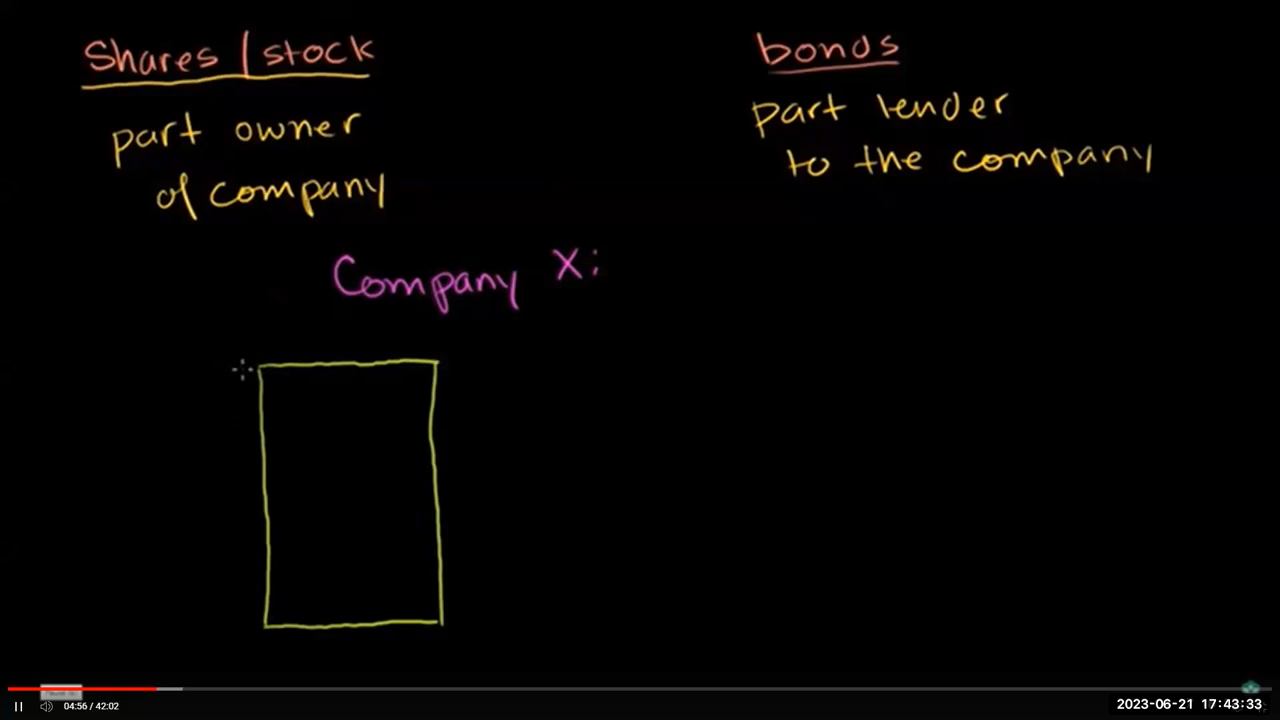 Shares / stock
part owner
of company
bonds
part lender
to the company
Company X:
04:56 / 42:02
2023-06-21 17:43:33